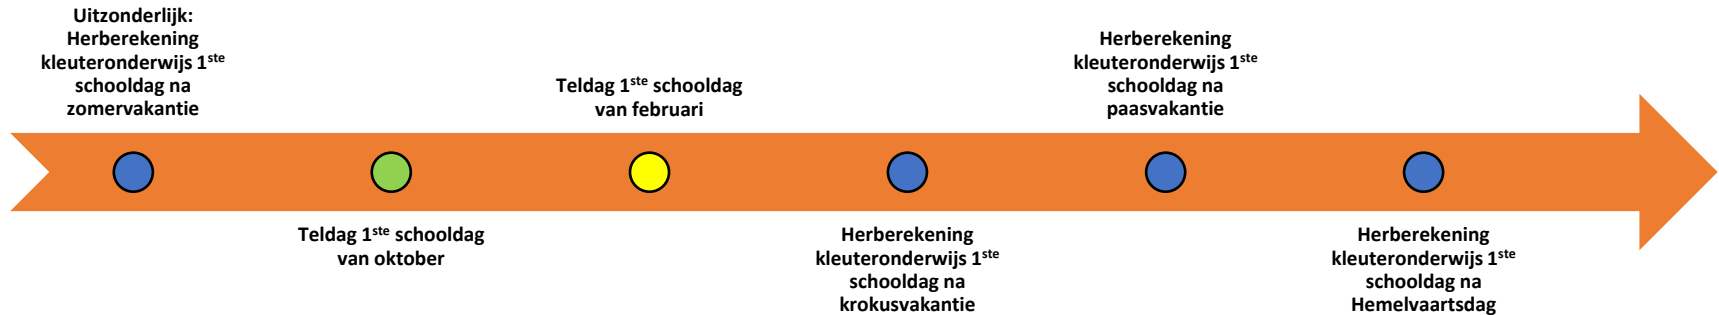 Uitzonderlijk:
Herberekening
kleuteronderwijs 1ste
schooldag na
zomervakantie
Teldag 1ste schooldag
van oktober
Teldag 1ste schooldag
van februari
Herberekening
kleuteronderwijs 1ste
schooldag na
krokusvakantie
Herberekening
kleuteronderwijs 1ste
schooldag na
paasvakantie
Herberekening
kleuteronderwijs 1ste
schooldag na
Hemelvaartsdag